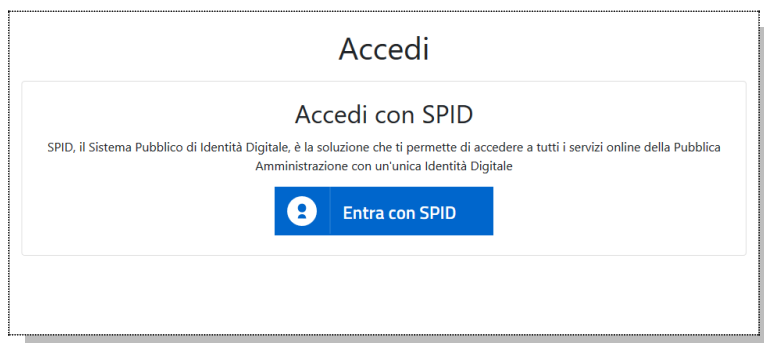 Accedi
Accedi con SPID
SPID, il Sistema Pubblico di Identità Digitale, è la soluzione che ti permette di accedere a tutti i servizi online della Pubblica
Amministrazione con un'unica Identità Digitale
Entra con SPID